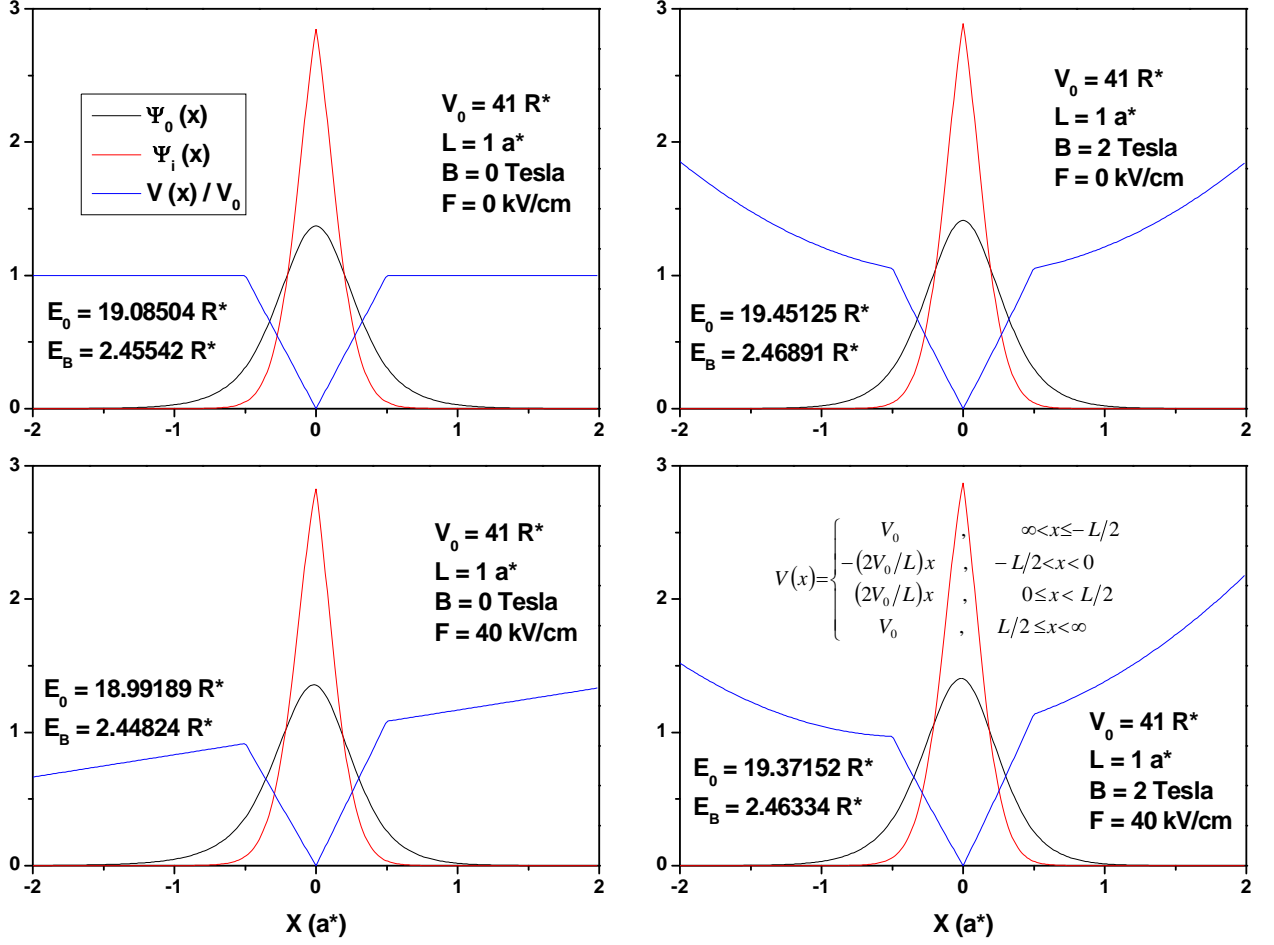 3
2
1
0
-2
-1
0
1
2
Ψ0 (x)
Ψi (x)
V (x) / V0
V0 = 41 R*
L = 1 a*
B = 0 Tesla
F = 0 kV/cm
E0 = 19.08504 R*
EB = 2.45542 R*
3
2
1
0
-2
-1
0
1
2
V0 = 41 R*
L = 1 a*
B = 2 Tesla
F = 0 kV/cm
E0 = 19.45125 R*
EB = 2.46891 R*
3
2
1
0
-2
-1
0
1
2
V0 = 41 R*
L = 1 a*
B = 0 Tesla
F = 40 kV/cm
E0 = 18.99189 R*
EB = 2.44824 R*
X (a*)
3
2
1
0
-2
-1
0
1
2
V0 , ∞<x≤-L/2
V(x)={ -(2V0/L)x , -L/2<x<0
(2V0/L)x , 0≤x<L/2
V0 , L/2≤x<∞
V0 = 41 R*
L = 1 a*
B = 2 Tesla
F = 40 kV/cm
E0 = 19.37152 R*
EB = 2.46334 R*
X (a*)